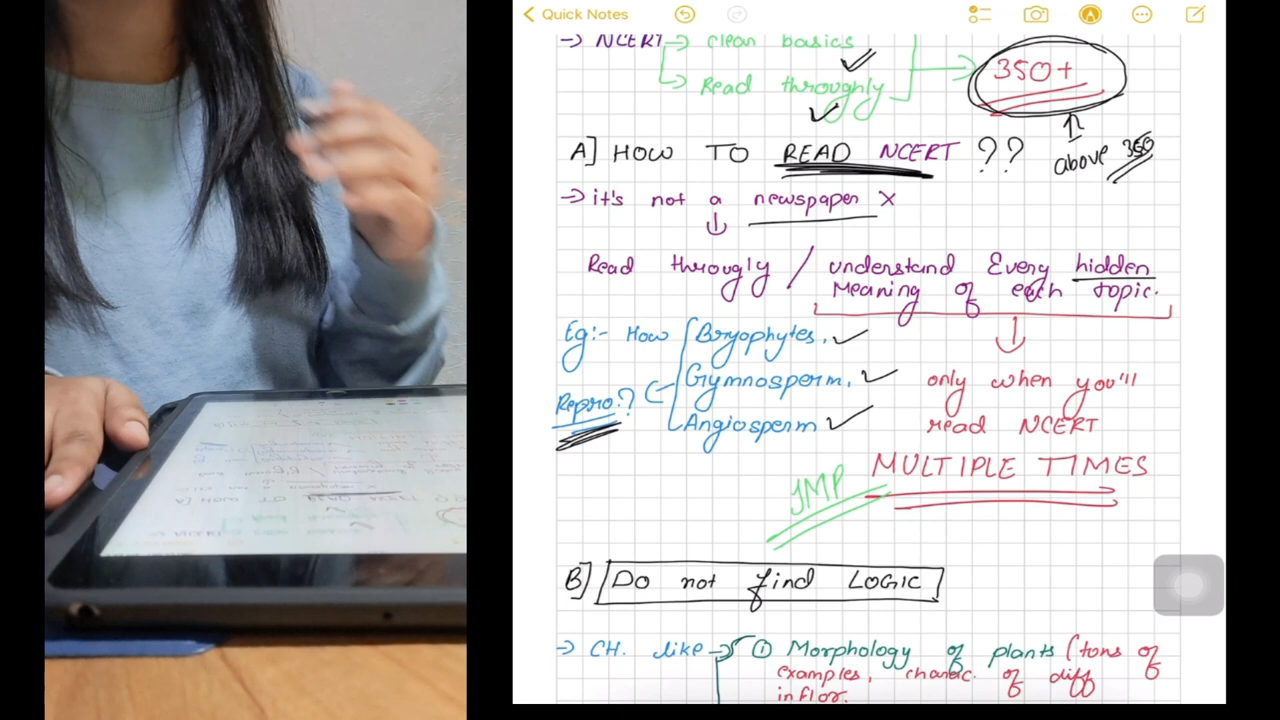 Quick Notes
→ NCERT → clean basics
→ Read throughly
350+
A] HOW TO READ NCERT ??
above 350
→ it's not a newspaper x
Read througly / understand Every hidden
Meaning of each topic.
Eg:- How Bryophytes,
Gymnosperm,
Repro:?
Angiosperm
only when you'll
read NCERT
MULTIPLE TIMES
IMP
B] Do not find LOGIC
→ CH. like → ① Morphology of plants (tons of
examples, charac. of diff
inflor.